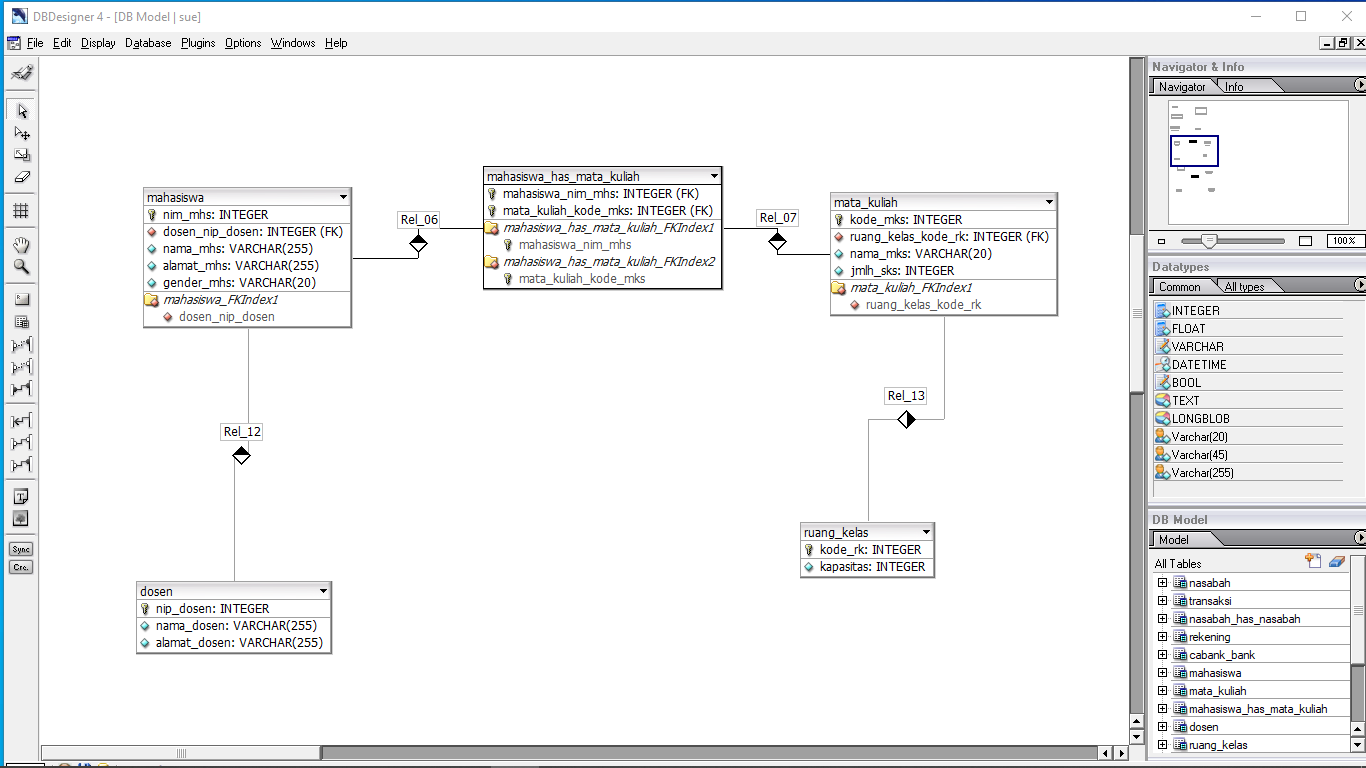 DBDesigner 4 - [DB Model | sue]
File Edit Display Database Plugins Options Windows Help
mahasiswa
nim_mhs: INTEGER
dosen_nip_dosen: INTEGER (FK)
nama_mhs: VARCHAR(255)
alamat_mhs: VARCHAR(255)
gender_mhs: VARCHAR(20)
mahasiswa_FKIndex1
dosen_nip_dosen
Rel_06
mahasiswa_has_mata_kuliah
mahasiswa_nim_mhs: INTEGER (FK)
mata_kuliah_kode_mks: INTEGER (FK)
mahasiswa_has_mata_kuliah_FKIndex1
mahasiswa_nim_mhs
mahasiswa_has_mata_kuliah_FKIndex2
mata_kuliah_kode_mks
Rel_07
mata_kuliah
kode_mks: INTEGER
ruang_kelas_kode_rk: INTEGER (FK)
nama_mks: VARCHAR(20)
jmlh_sks: INTEGER
mata_kuliah_FKIndex1
ruang_kelas_kode_rk
Rel_12
Rel_13
dosen
nip_dosen: INTEGER
nama_dosen: VARCHAR(255)
alamat_dosen: VARCHAR(255)
ruang_kelas
kode_rk: INTEGER
kapasitas: INTEGER
Sync
Navigator & Info
Navigator Info
100%
Datatypes
Common All types
INTEGER
FLOAT
VARCHAR
DATETIME
BOOL
TEXT
LONGBLOB
Varchar(20)
Varchar(45)
Varchar(255)
DB Model
Model
All Tables
nasabah
transaksi
nasabah_has_nasabah
rekening
cabank_bank
mahasiswa
mata_kuliah
mahasiswa_has_mata_kuliah
dosen
ruang_kelas